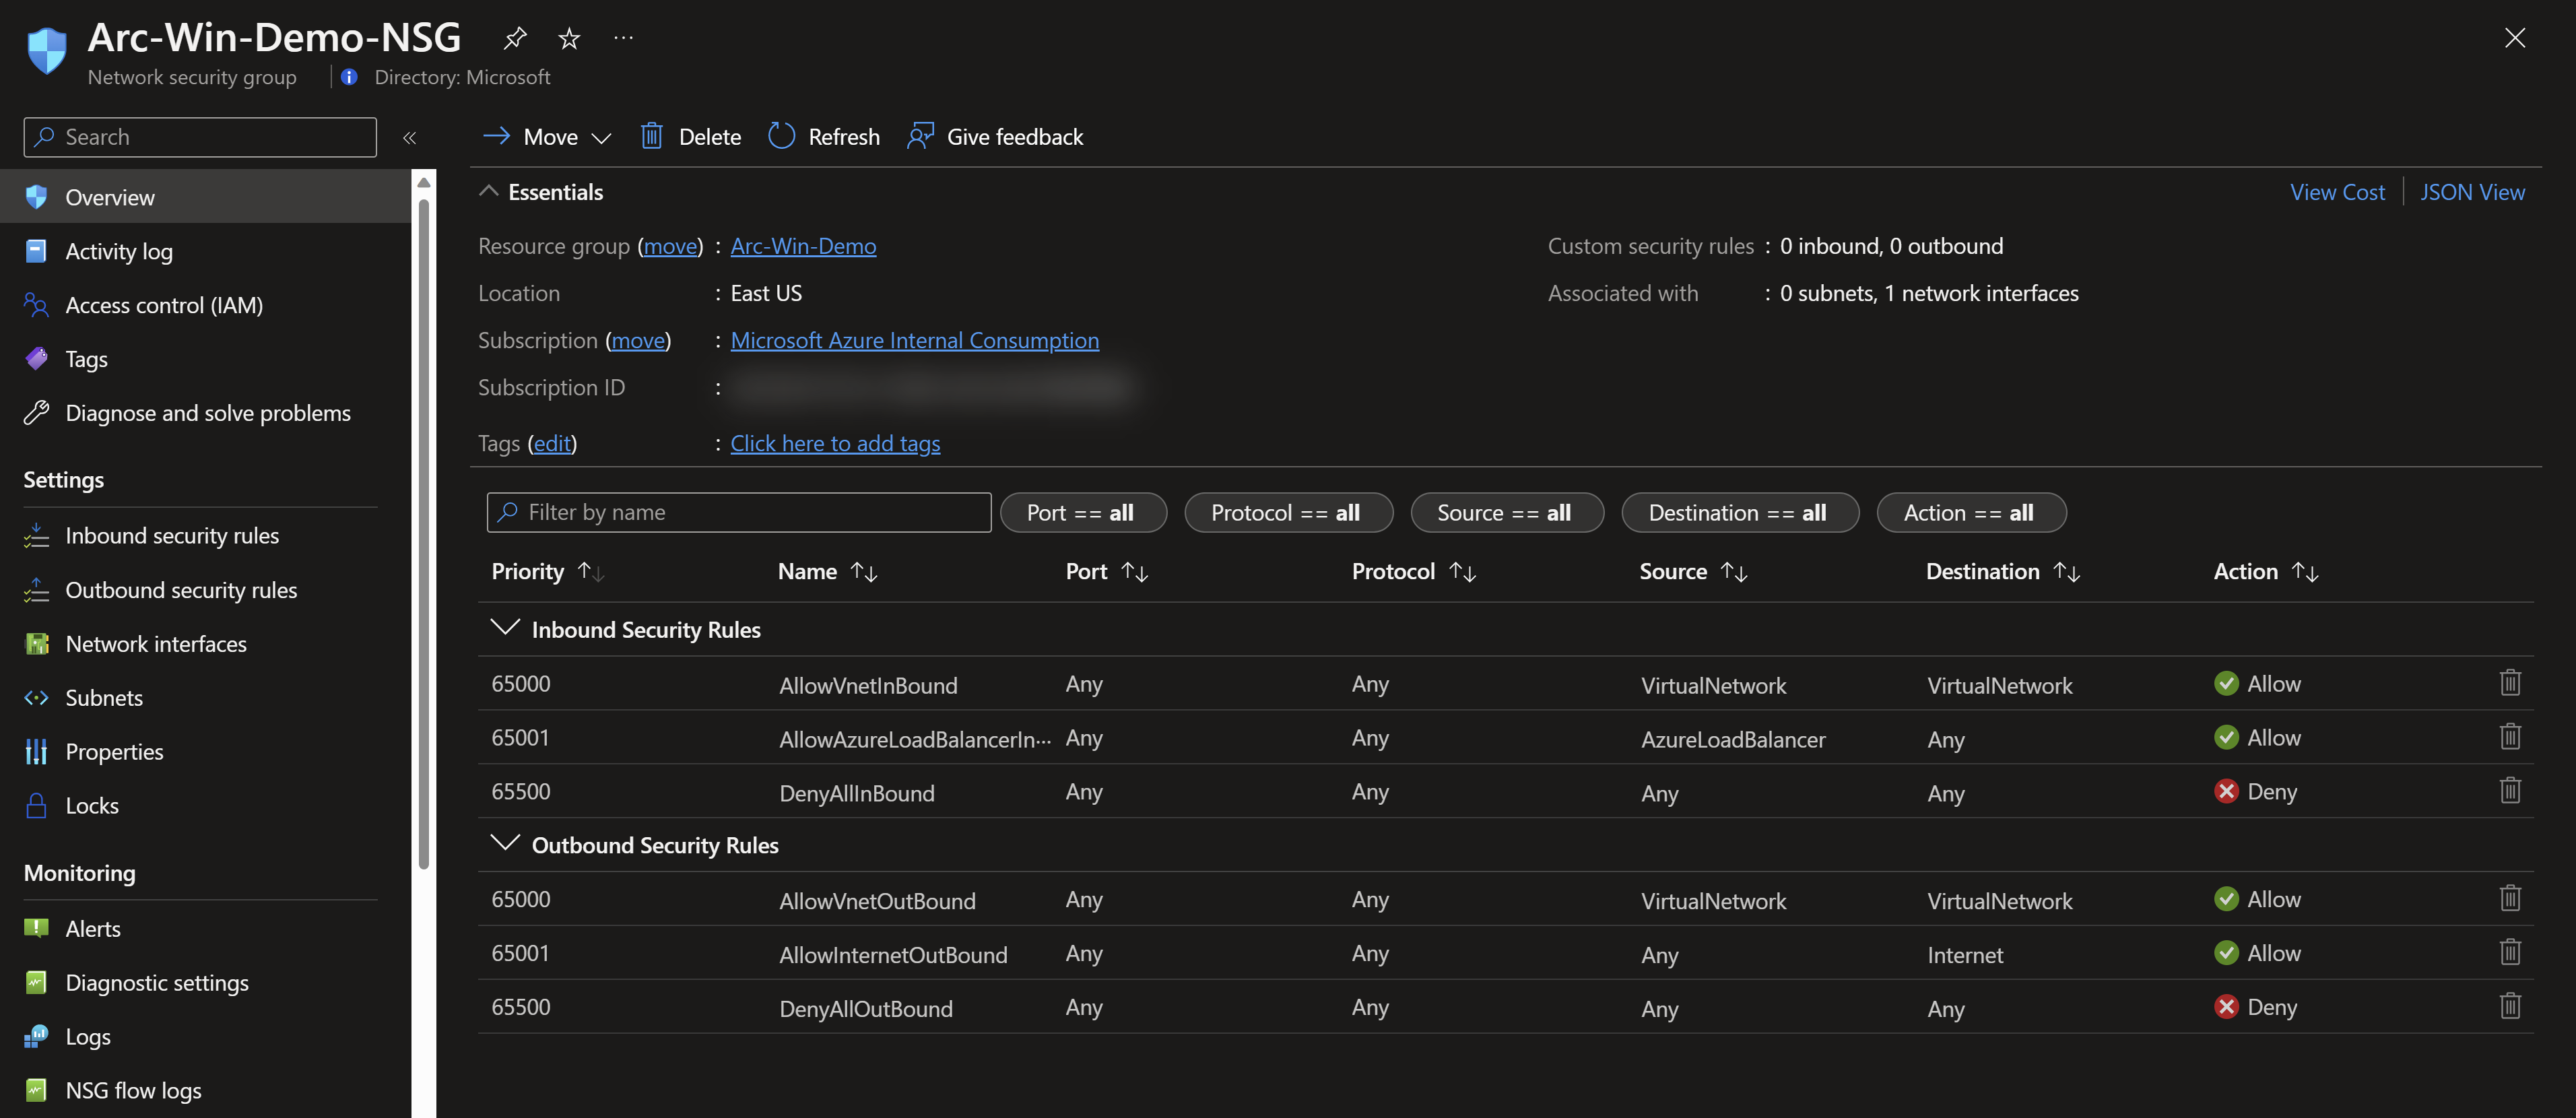 Arc-Win-Demo-NSG
Network security group
Directory: Microsoft
Search
Overview
Activity log
Access control (IAM)
Tags
Diagnose and solve problems
Settings
Inbound security rules
Outbound security rules
Network interfaces
Subnets
Properties
Locks
Monitoring
Alerts
Diagnostic settings
Logs
NSG flow logs
Move Delete Refresh Give feedback
Essentials View Cost JSON View
Resource group (move) : Arc-Win-Demo
Location : East US
Subscription (move) : Microsoft Azure Internal Consumption
Subscription ID :
Tags (edit) : Click here to add tags
Custom security rules : 0 inbound, 0 outbound
Associated with : 0 subnets, 1 network interfaces
Filter by name Port == all Protocol == all Source == all Destination == all Action == all
Priority Name Port Protocol Source Destination Action
Inbound Security Rules
65000 AllowVnetInBound Any Any VirtualNetwork VirtualNetwork Allow
65001 AllowAzureLoadBalancerIn... Any Any AzureLoadBalancer Any Allow
65500 DenyAllInBound Any Any Any Any Deny
Outbound Security Rules
65000 AllowVnetOutBound Any Any VirtualNetwork VirtualNetwork Allow
65001 AllowInternetOutBound Any Any Any Internet Allow
65500 DenyAllOutBound Any Any Any Any Deny